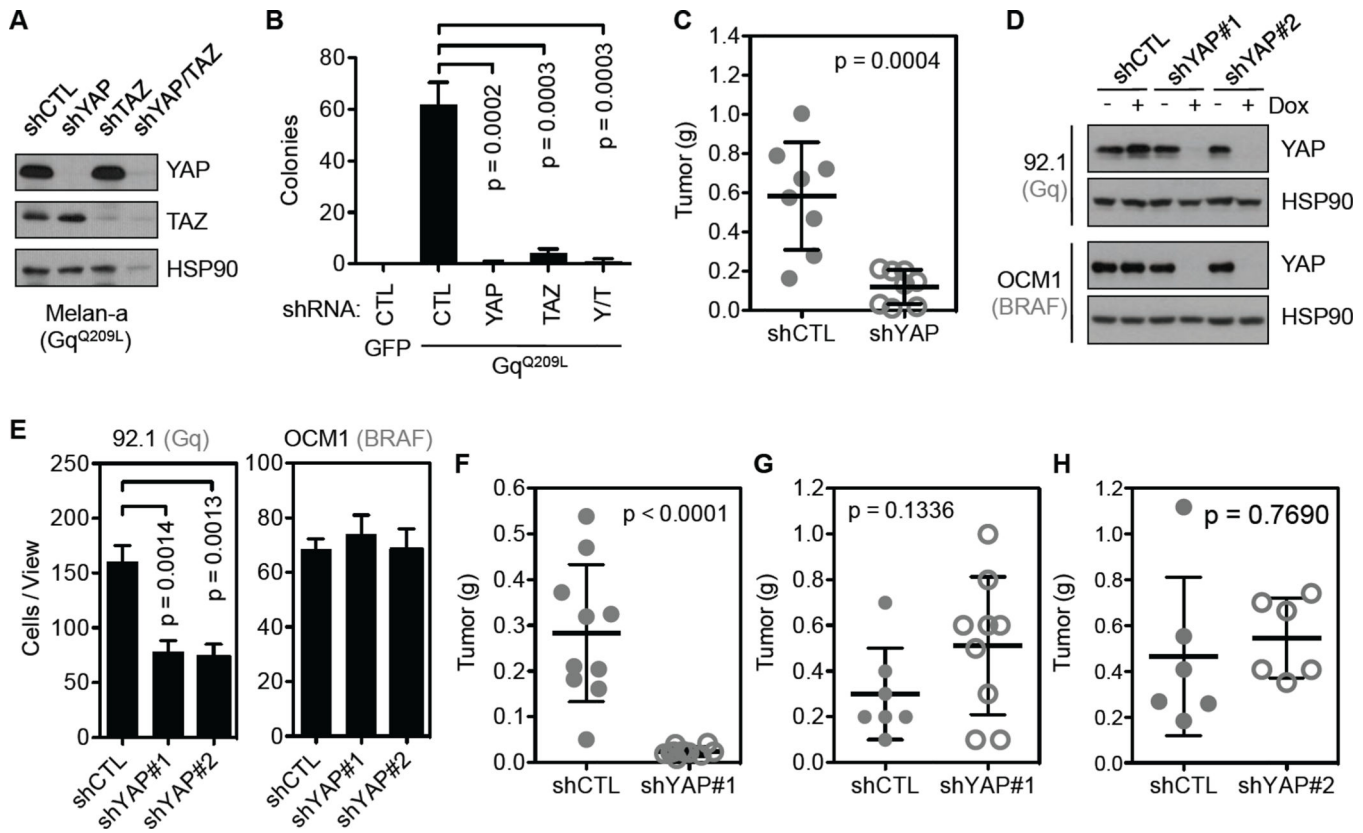 A
shCTL
shYAP
shTAZ
shYAP/TAZ
YAP
TAZ
HSP90
Melan-a
(GqQ209L)
B
Colonies
80
60
40
20
0
p = 0.0002
p = 0.0003
p = 0.0003
shRNA: CTL CTL YAP TAZ Y/T
GFP GqQ209L
C
Tumor (g)
1.4
1.2
1.0
0.8
0.6
0.4
0.2
0.0
p = 0.0004
shCTL shYAP
D
shCTL shYAP#1 shYAP#2
- + - + - + Dox
92.1
(Gq)
YAP
HSP90
OCM1
(BRAF)
YAP
HSP90
E
92.1 (Gq)
Cells / View
250
200
150
100
50
0
p = 0.0014
p = 0.0013
shCTL
shYAP#1
shYAP#2
OCM1 (BRAF)
100
80
60
40
20
0
shCTL
shYAP#1
shYAP#2
F
Tumor (g)
0.6
0.5
0.4
0.3
0.2
0.1
0.0
p < 0.0001
shCTL shYAP#1
G
Tumor (g)
1.2
1.0
0.8
0.6
0.4
0.2
0.0
p = 0.1336
shCTL shYAP#1
H
Tumor (g)
1.2
1.0
0.8
0.6
0.4
0.2
0.0
p = 0.7690
shCTL shYAP#2